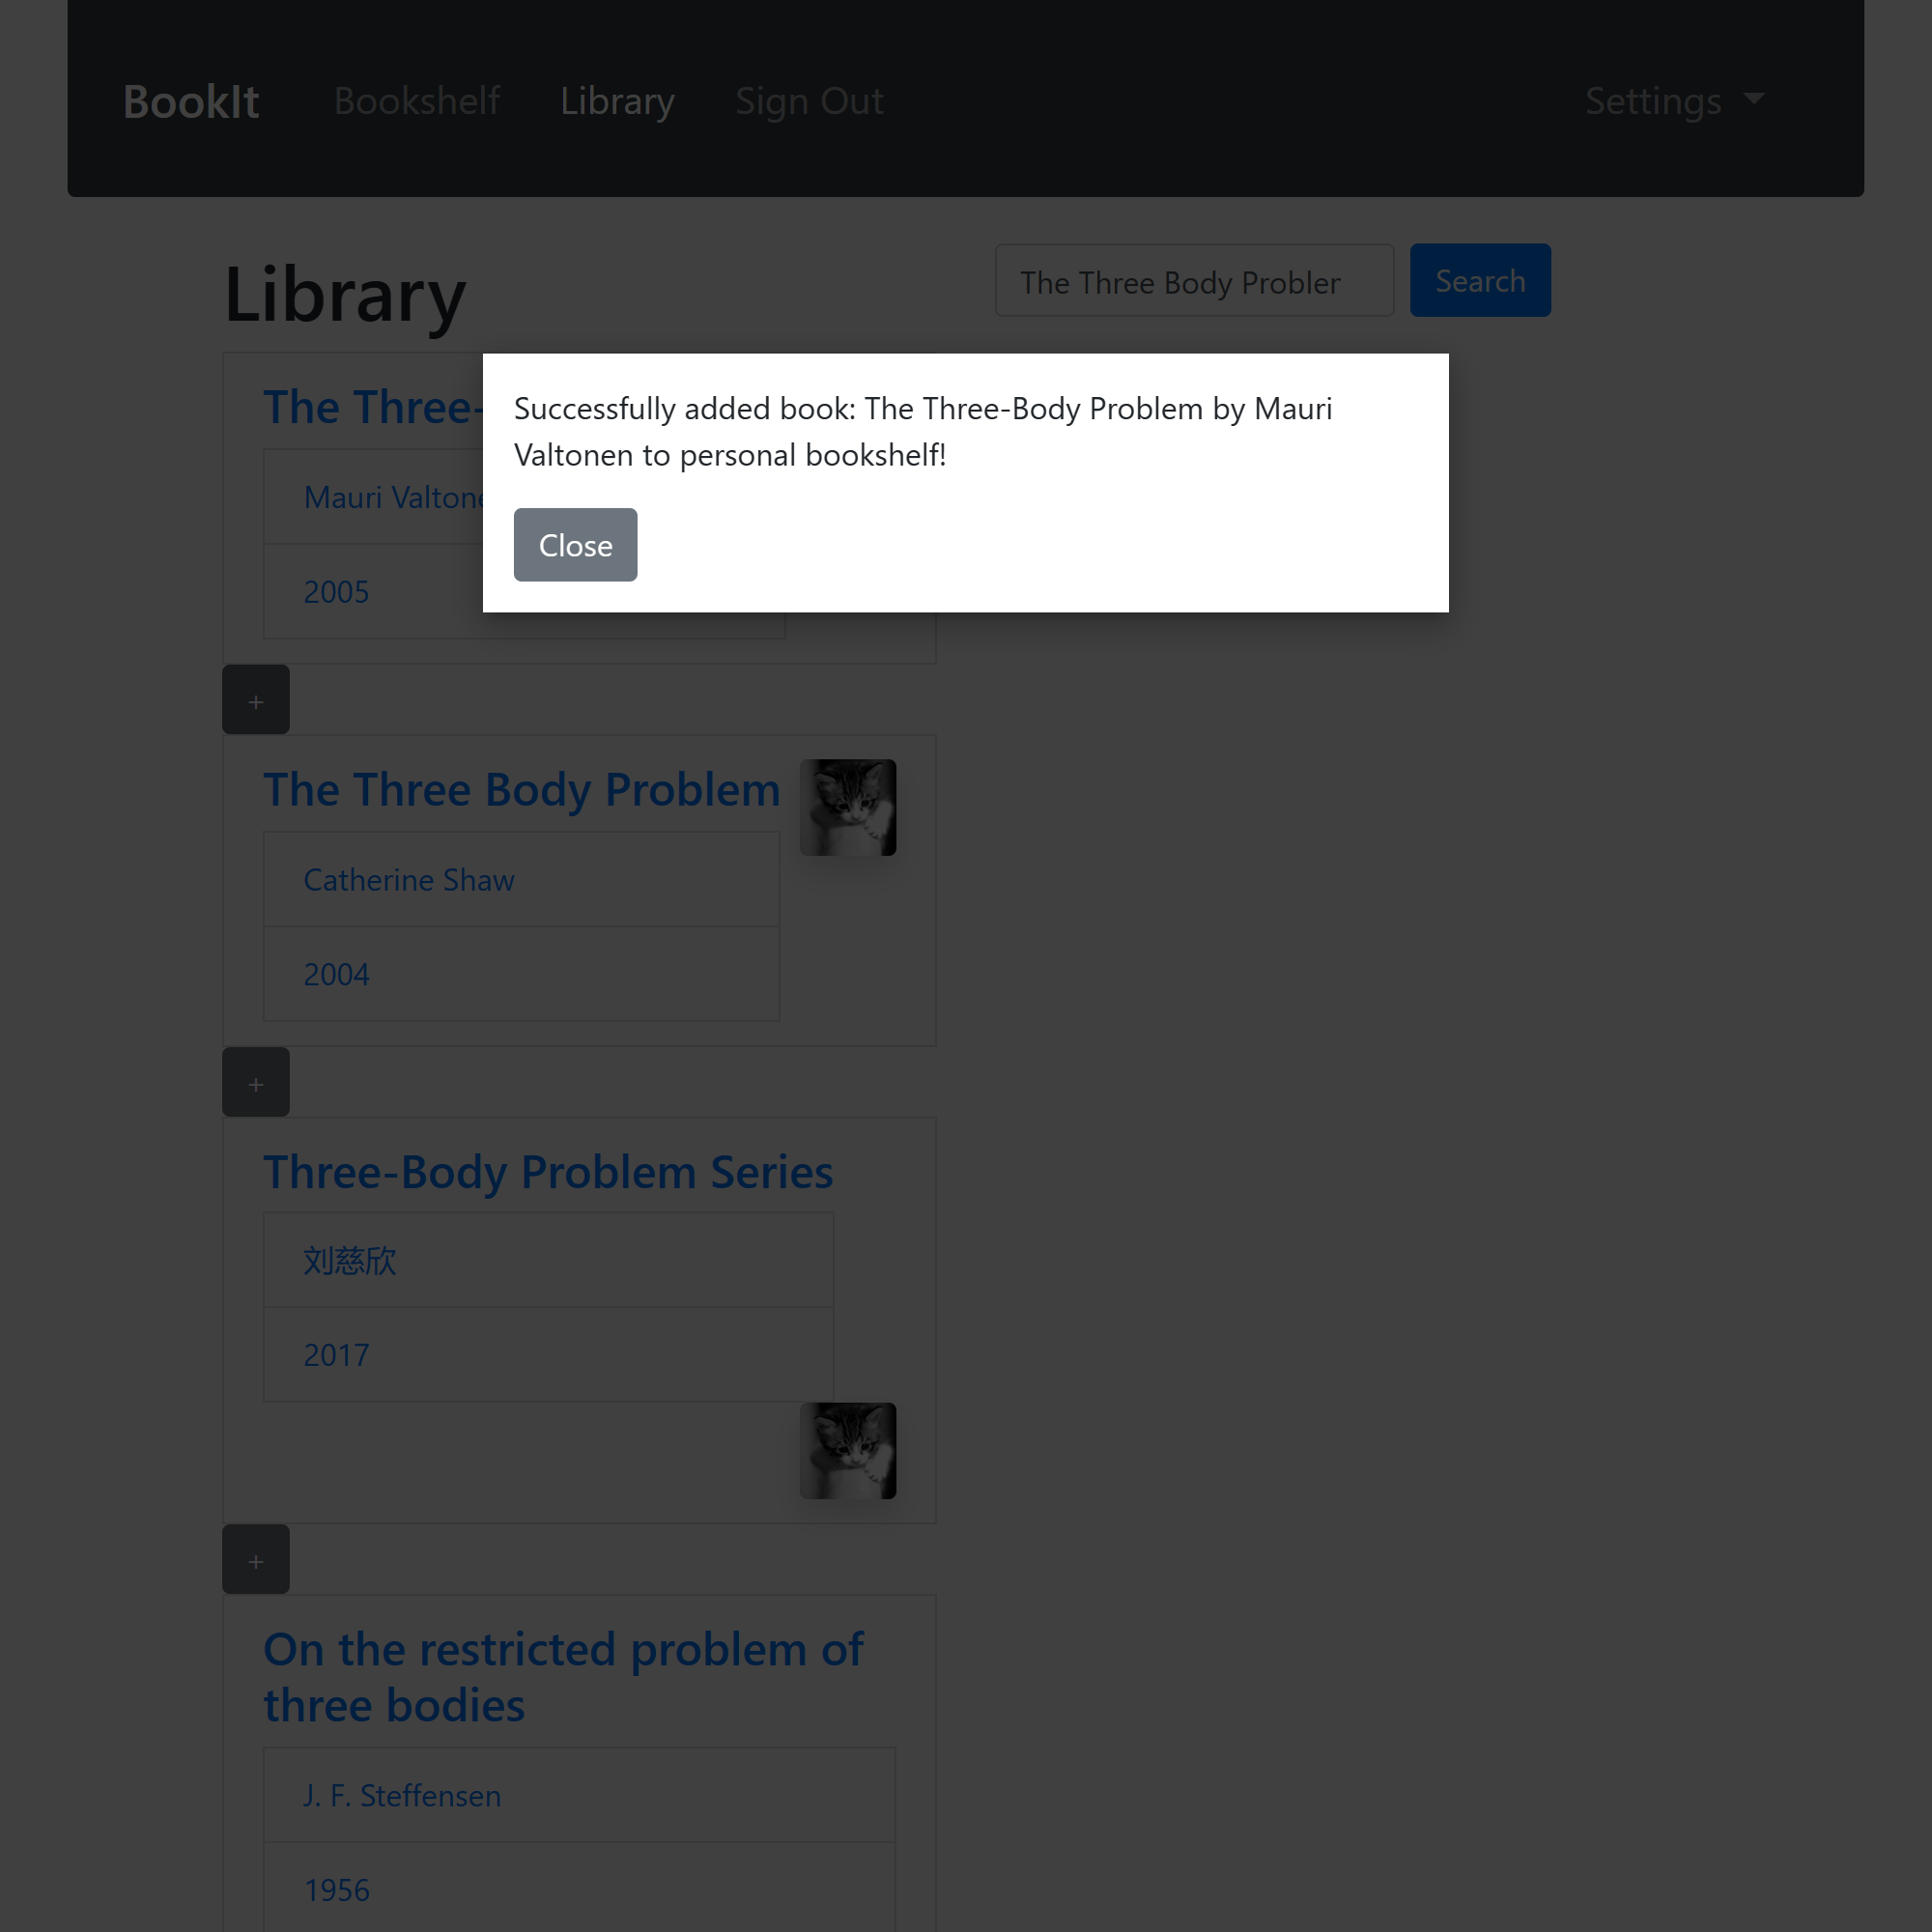 BookIt Bookshelf Library Sign Out Settings
Library
The Three Body Probler
Search
Successfully added book: The Three-Body Problem by Mauri
Valtonen to personal bookshelf!
Close
The Three-
Mauri Valtone
2005
+
The Three Body Problem
Catherine Shaw
2004
+
Three-Body Problem Series
刘慈欣
2017
+
On the restricted problem of
three bodies
J. F. Steffensen
1956